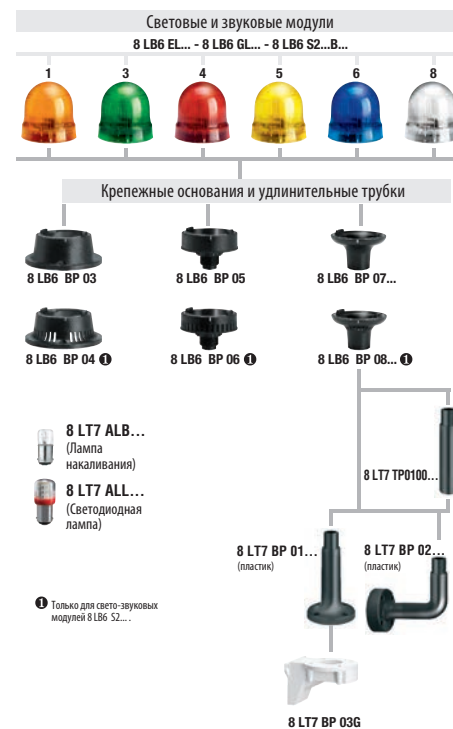 Световые и звуковые модули
8 LB6 EL... - 8 LB6 GL... - 8 LB6 S2...B...
1 3 4 5 6 8
Крепежные основания и удлинительные трубки
8 LB6 BP 03 8 LB6 BP 05 8 LB6 BP 07...
8 LB6 BP 04 ❶ 8 LB6 BP 06 ❶ 8 LB6 BP 08... ❶
8 LT7 ALB...
(Лампа
накаливания)
8 LT7 ALL...
(Светодиодная
лампа)
8 LT7 TP0100...
8 LT7 BP 01... 8 LT7 BP 02...
(пластик) (пластик)
❶ Только для свето-звуковых
модулей 8 LB6 S2... .
8 LT7 BP 03G